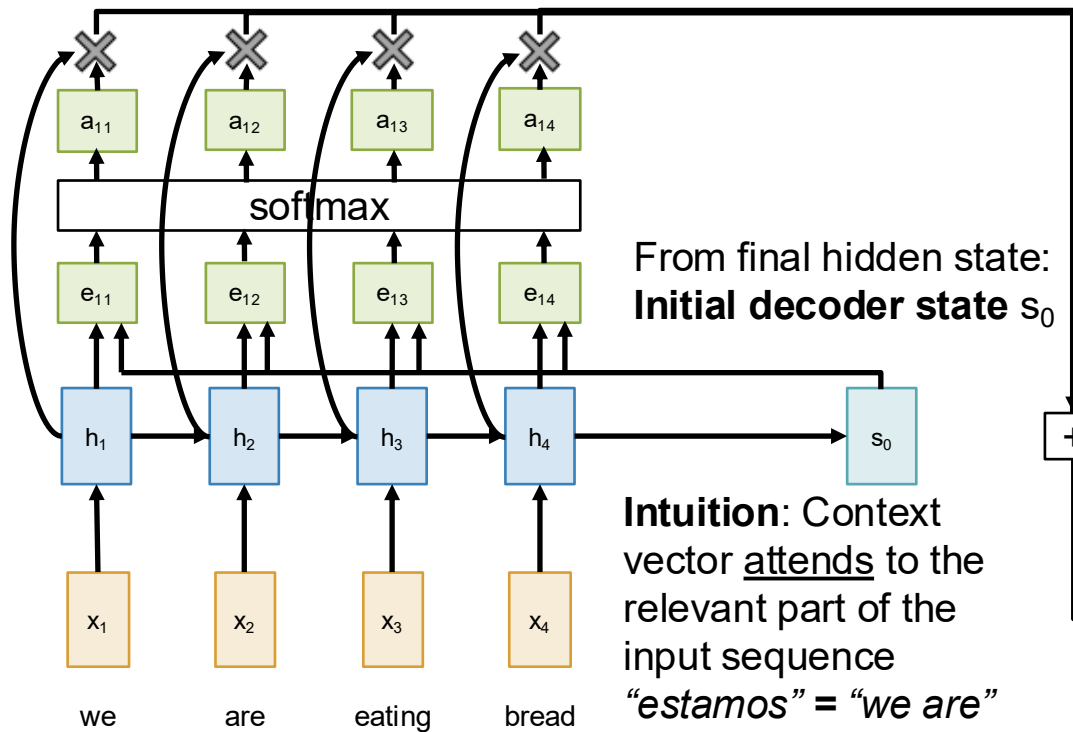 a₁₁ a₁₂ a₁₃ a₁₄
softmax
e₁₁ e₁₂ e₁₃ e₁₄
From final hidden state:
Initial decoder state s₀
h₁ h₂ h₃ h₄ s₀
+
Intuition: Context
vector attends to the
relevant part of the
input sequence
“estamos” = “we are”
x₁ x₂ x₃ x₄
we are eating bread